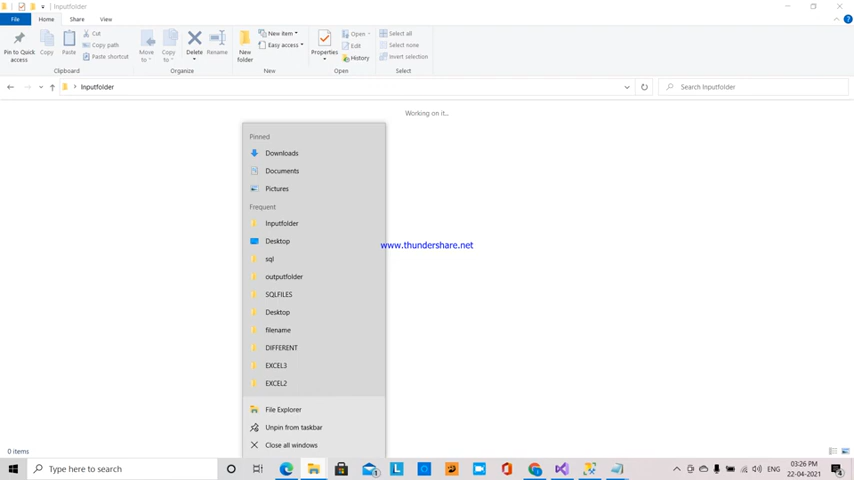 Inputfolder
File
Home
Share
View
Pin to Quick access
Copy
Paste
Cut
Copy path
Paste shortcut
Clipboard
Move to
Copy to
Delete
Rename
Organize
New folder
New item
Easy access
New
Properties
Open
Edit
History
Open
Select all
Select none
Invert selection
Select
Inputfolder
Search Inputfolder
Working on it...
Pinned
Downloads
Documents
Pictures
Frequent
Inputfolder
Desktop
sql
outputfolder
SQLFILES
Desktop
filename
DIFFERENT
EXCEL3
EXCEL2
File Explorer
Unpin from taskbar
Close all windows
www.thundershare.net
0 items
Type here to search
ENG
03:26 PM
22-04-2021